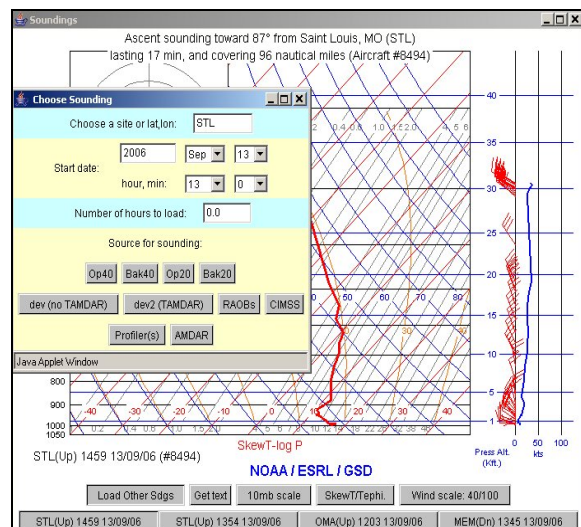 Soundings
Ascent sounding toward 87° from Saint Louis, MO (STL)
lasting 17 min, and covering 96 nautical miles (Aircraft #8494)
Choose Sounding
Choose a site or lat,lon: STL
Start date: 2006 Sep 13
hour, min: 13 0
Number of hours to load: 0.0
Source for sounding:
Op40 Bak40 Op20 Bak20
dev (no TAMDAR) dev2 (TAMDAR) RAOBs CIMSS
Profiler(s) AMDAR
Java Applet Window
40
35
30
25
20
15
10
5
1
0 50 100
Press Alt. kts
(Kft.)
80
30 40
800
900
1000
1050
-40 -30 -20 -10 0 10 20 30 40
SkewT-log P
STL(Up) 1459 13/09/06 (#8494)
NOAA / ESRL / GSD
Load Other Sdgs Get text 10mb scale SkewT/Tephi. Wind scale: 40/100
STL(Up) 1459 13/09/06 STL(Up) 1354 13/09/06 OMA(Up) 1203 13/09/06 MEM(Dn) 1345 13/09/06